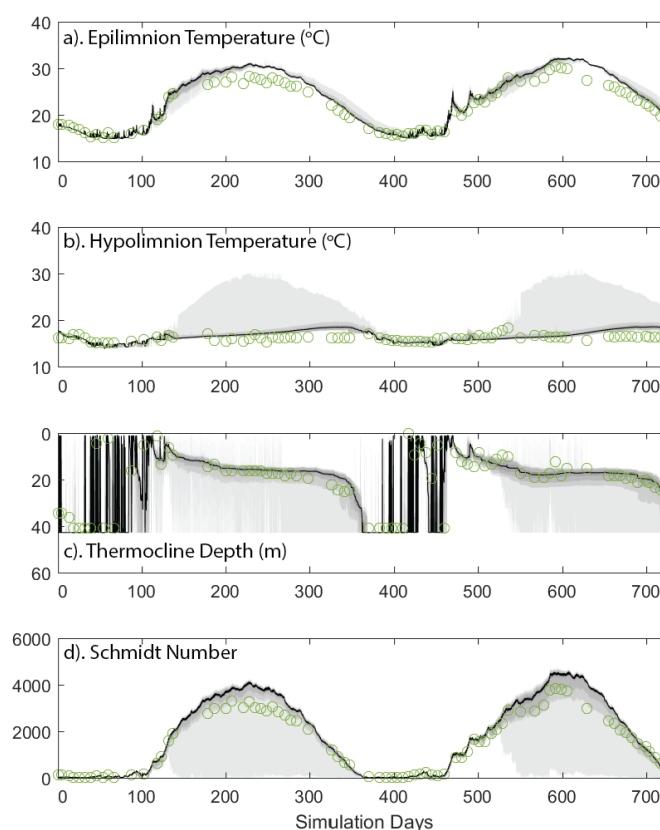 a). Epilimnion Temperature (°C)
40
30
20
10
0 100 200 300 400 500 600 700
b). Hypolimnion Temperature (°C)
40
30
20
10
0 100 200 300 400 500 600 700
0
20
40
60
c). Thermocline Depth (m)
0 100 200 300 400 500 600 700
d). Schmidt Number
6000
4000
2000
0
0 100 200 300 400 500 600 700
Simulation Days